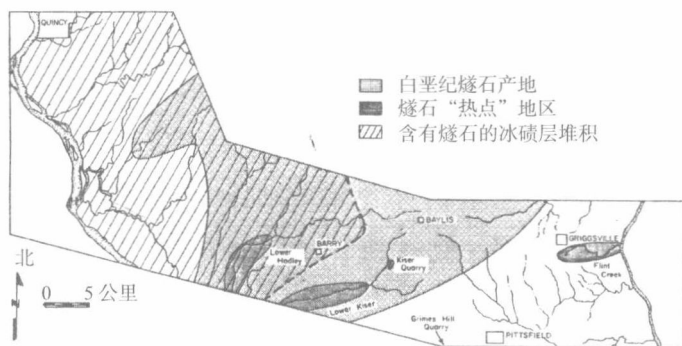 QUINCY
白垩纪燧石产地
燧石“热点”地区
含有燧石的冰碛层堆积
BAYLIS
Lower
Hadley
BARRY
Kiser
Quarry
GRIGGSVILLE
Flint
Creek
北
0 5公里
Lower Kiser
Grimes Hill
Quarry
PITTSFIELD